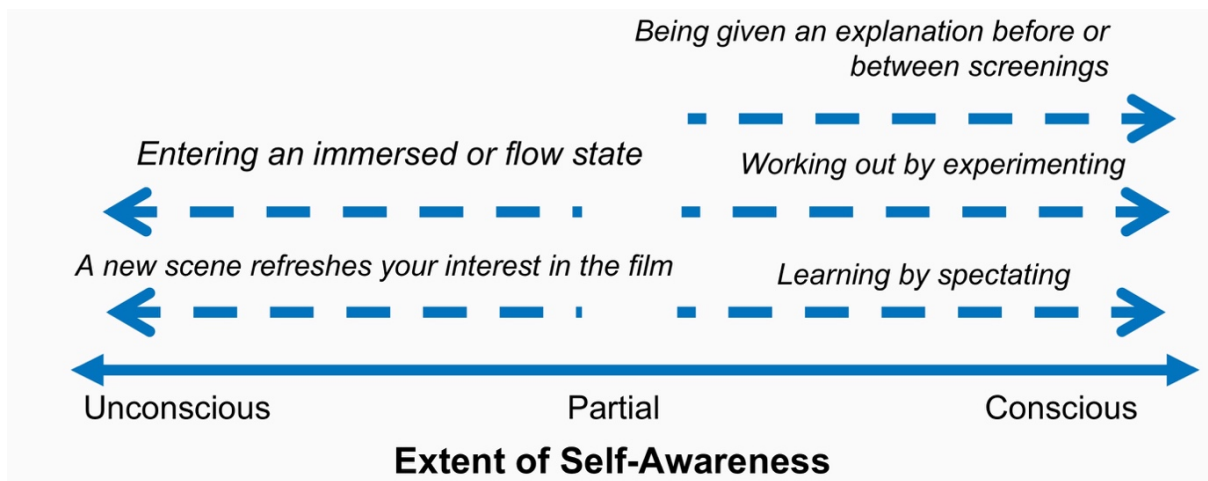 Being given an explanation before or
between screenings
Entering an immersed or flow state
Working out by experimenting
A new scene refreshes your interest in the film
Learning by spectating
Unconscious
Partial
Conscious
Extent of Self-Awareness